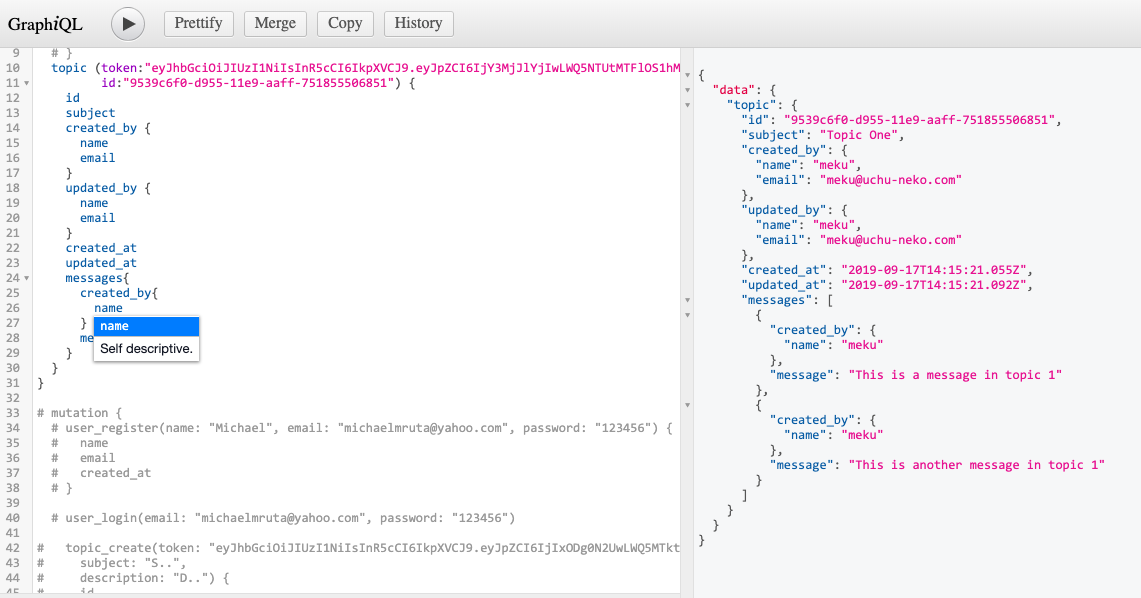 GraphiQL
Prettify Merge Copy History
9 # }
10 topic (token:"eyJhbGciOiJIUzI1NiIsInR5cCI6IkpXVCJ9.eyJpZCI6IjY3MjJlYjIwLWQ5NTUtMTFlOS1hM
11 id:"9539c6f0-d955-11e9-aaff-751855506851") {
12 id
13 subject
14 created_by {
15 name
16 email
17 }
18 updated_by {
19 name
20 email
21 }
22 created_at
23 updated_at
24 messages{
25 created_by{
26 name
27 }
28 me
29 }
30 }
31 }
32
33 # mutation {
34 # user_register(name: "Michael", email: "michaelmruta@yahoo.com", password: "123456") {
35 # name
36 # email
37 # created_at
38 # }
39
40 # user_login(email: "michaelmruta@yahoo.com", password: "123456")
41
42 # topic_create(token: "eyJhbGciOiJIUzI1NiIsInR5cCI6IkpXVCJ9.eyJpZCI6IjIxODg0N2UwLWQ5MTkt
43 # subject: "S..",
44 # description: "D..") {
45 # id
name
Self descriptive.
{
"data": {
"topic": {
"id": "9539c6f0-d955-11e9-aaff-751855506851",
"subject": "Topic One",
"created_by": {
"name": "meku",
"email": "meku@uchu-neko.com"
},
"updated_by": {
"name": "meku",
"email": "meku@uchu-neko.com"
},
"created_at": "2019-09-17T14:15:21.055Z",
"updated_at": "2019-09-17T14:15:21.092Z",
"messages": [
{
"created_by": {
"name": "meku"
},
"message": "This is a message in topic 1"
},
{
"created_by": {
"name": "meku"
},
"message": "This is another message in topic 1"
}
]
}
}
}